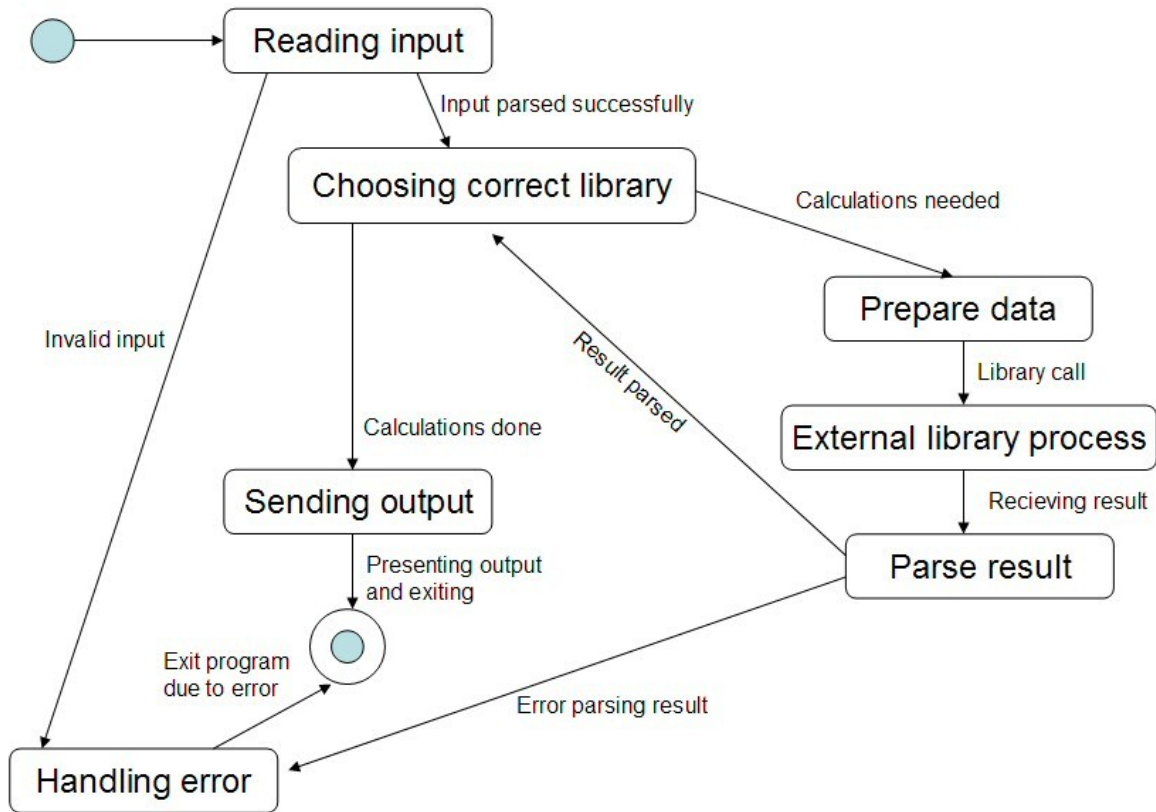 Reading input
Input parsed successfully
Choosing correct library
Calculations needed
Prepare data
Invalid input
Result parsed
Library call
Calculations done
External library process
Sending output
Recieving result
Presenting output
and exiting
Parse result
Exit program
due to error
Error parsing result
Handling error